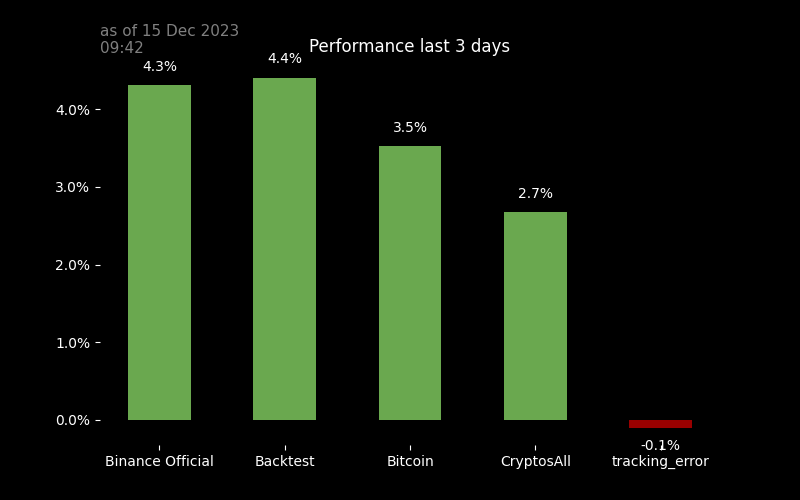 as of 15 Dec 2023
09:42
Performance last 3 days
4.3%
4.4%
3.5%
2.7%
-0.1%
4.0%
3.0%
2.0%
1.0%
0.0%
Binance Official
Backtest
Bitcoin
CryptosAll
tracking_error